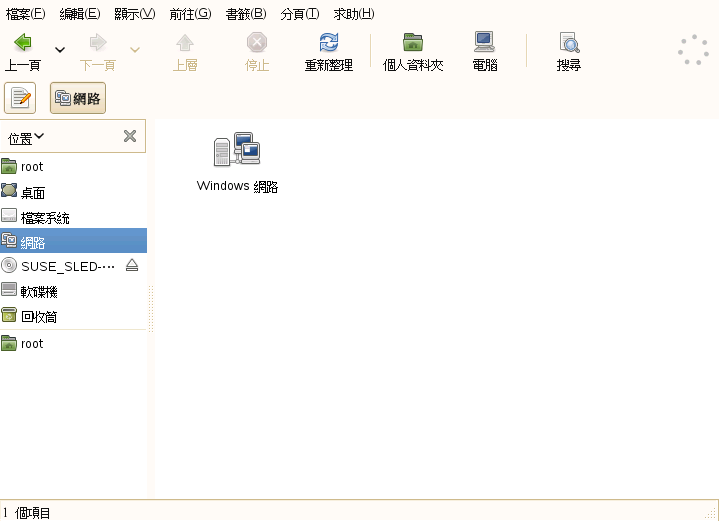 檔案(F) 編輯(E) 顯示(V) 前往(G) 書籤(B) 分頁(T) 求助(H)
上一頁 下一頁 上層 停止 重新整理 個人資料夾 電腦 搜尋
網路
位置
root
桌面
檔案系統
網路
SUSE_SLED-···
軟碟機
回收筒
root
Windows 網路
1 個項目